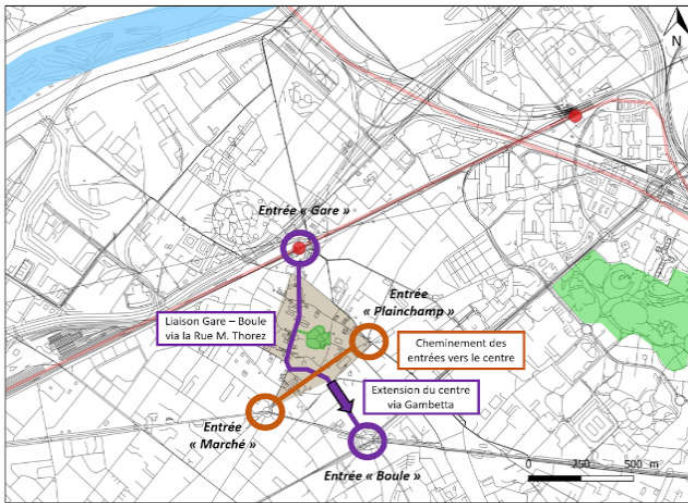 N
Entrée « Gare »
Entrée
« Plainchamp »
Liaison Gare – Boule
via la Rue M. Thorez
Cheminement des
entrées vers le centre
Extension du centre
via Gambetta
Entrée
« Marché »
Entrée « Boule »
0 250 500 m